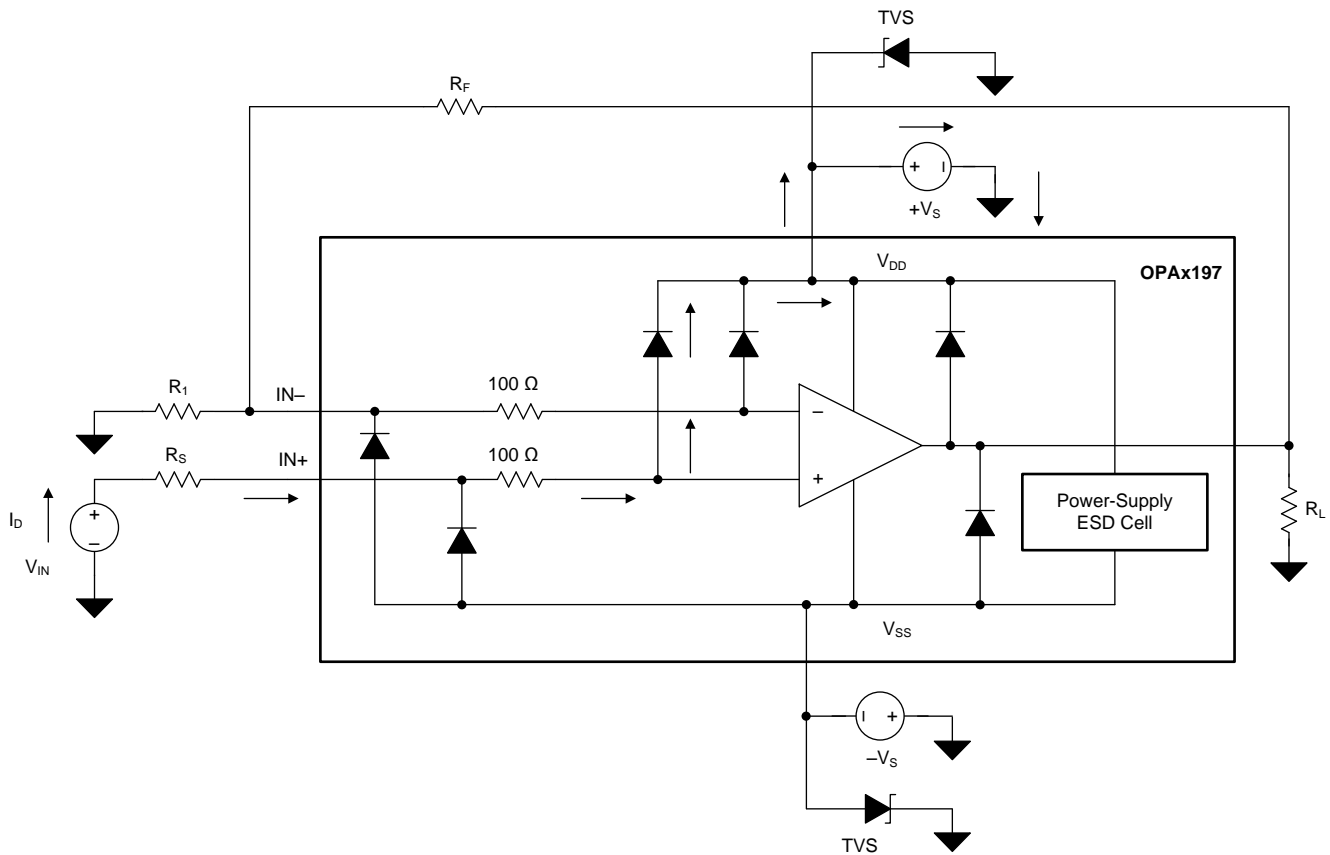 TVS
R_F
+ −
+V_S
V_DD
OPAx197
R_1
IN–
100 Ω
−
R_S
IN+
100 Ω
+
Power-Supply
ESD Cell
R_L
I_D
+
−
V_IN
V_SS
− +
–V_S
TVS